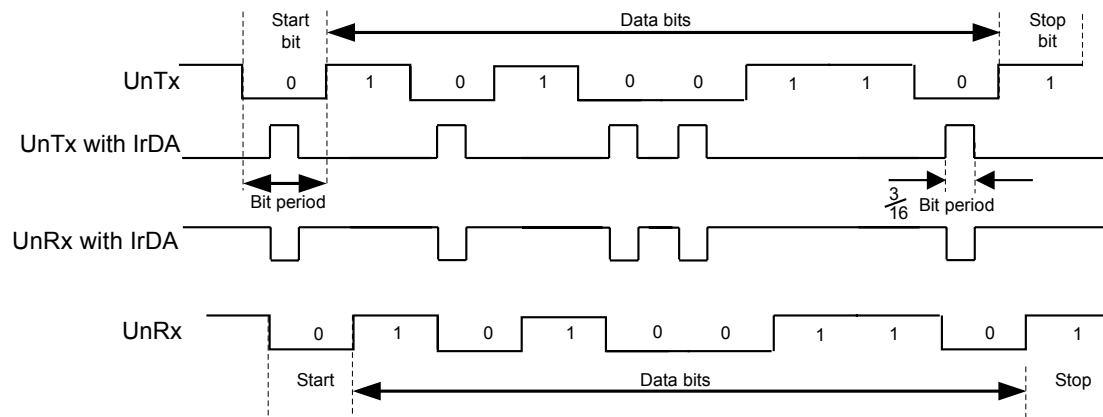 Start
bit
Data bits
Stop
bit
UnTx
0 1 0 1 0 0 1 1 0 1
UnTx with IrDA
Bit period
3/16 Bit period
UnRx with IrDA
UnRx
0 1 0 1 0 0 1 1 0 1
Start
Data bits
Stop